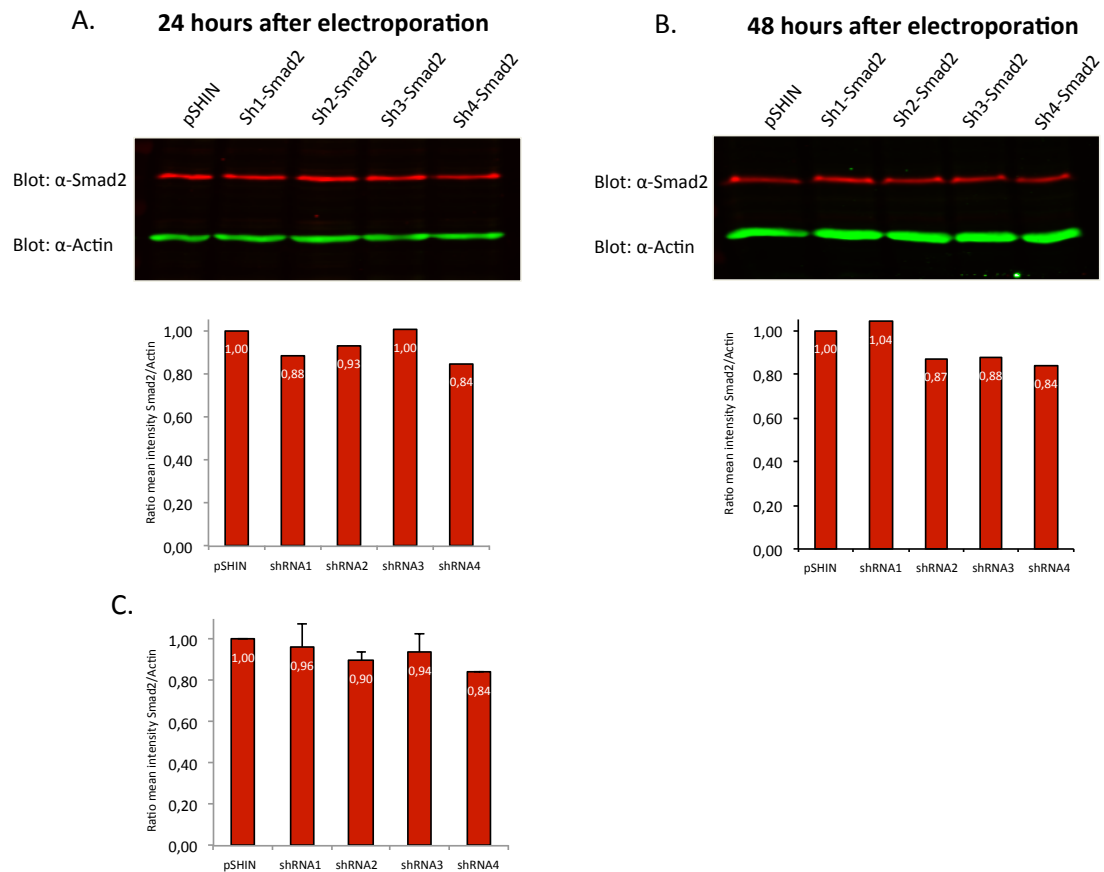 A.
24 hours after electroporation
pSHIN
Sh1-Smad2
Sh2-Smad2
Sh3-Smad2
Sh4-Smad2
Blot: α-Smad2
Blot: α-Actin
Ratio mean intensity Smad2/Actin
1,00
0,80
0,60
0,40
0,20
0,00
1,00
0,88
0,93
1,00
0,84
pSHIN
shRNA1
shRNA2
shRNA3
shRNA4
B.
48 hours after electroporation
pSHIN
Sh1-Smad2
Sh2-Smad2
Sh3-Smad2
Sh4-Smad2
Blot: α-Smad2
Blot: α-Actin
Ratio mean intensity Smad2/Actin
1,00
0,80
0,60
0,40
0,20
0,00
1,00
1,04
0,87
0,88
0,84
pSHIN
shRNA1
shRNA2
shRNA3
shRNA4
C.
Ratio mean intensity Smad2/Actin
1,00
0,80
0,60
0,40
0,20
0,00
1,00
0,96
0,90
0,94
0,84
pSHIN
shRNA1
shRNA2
shRNA3
shRNA4